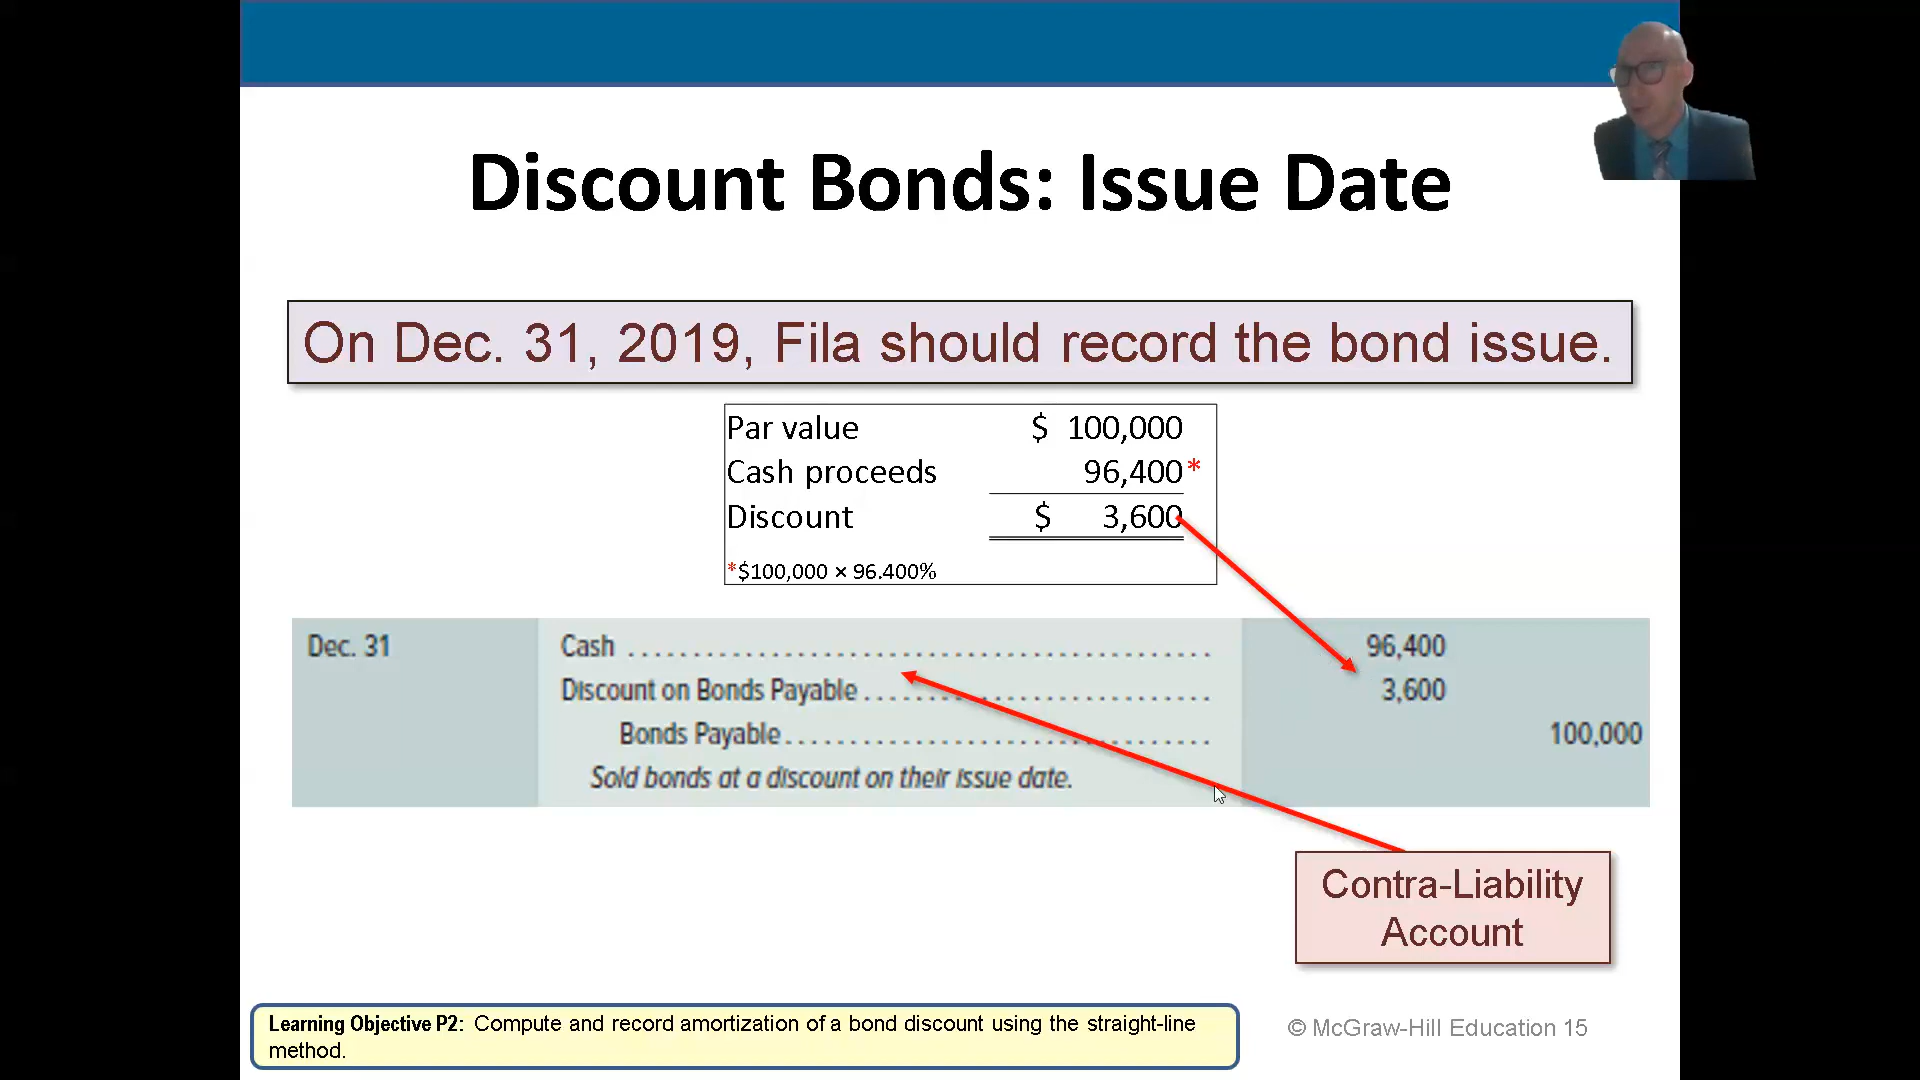 Discount Bonds: Issue Date
On Dec. 31, 2019, Fila should record the bond issue.
Par value $ 100,000
Cash proceeds 96,400*
Discount $ 3,600
*$100,000 × 96.400%
Dec. 31 Cash ............................................. 96,400
Discount on Bonds Payable ........................... 3,600
Bonds Payable ................................. 100,000
Sold bonds at a discount on their issue date.
Contra-Liability
Account
Learning Objective P2: Compute and record amortization of a bond discount using the straight-line
method.
© McGraw-Hill Education 15